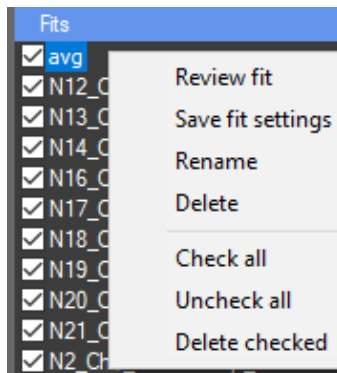 Fits
avg
N12_C
N13_C
N14_C
N16_C
N17_C
N18_C
N19_C
N20_C
N21_C
N2_Ch
Review fit
Save fit settings
Rename
Delete
Check all
Uncheck all
Delete checked